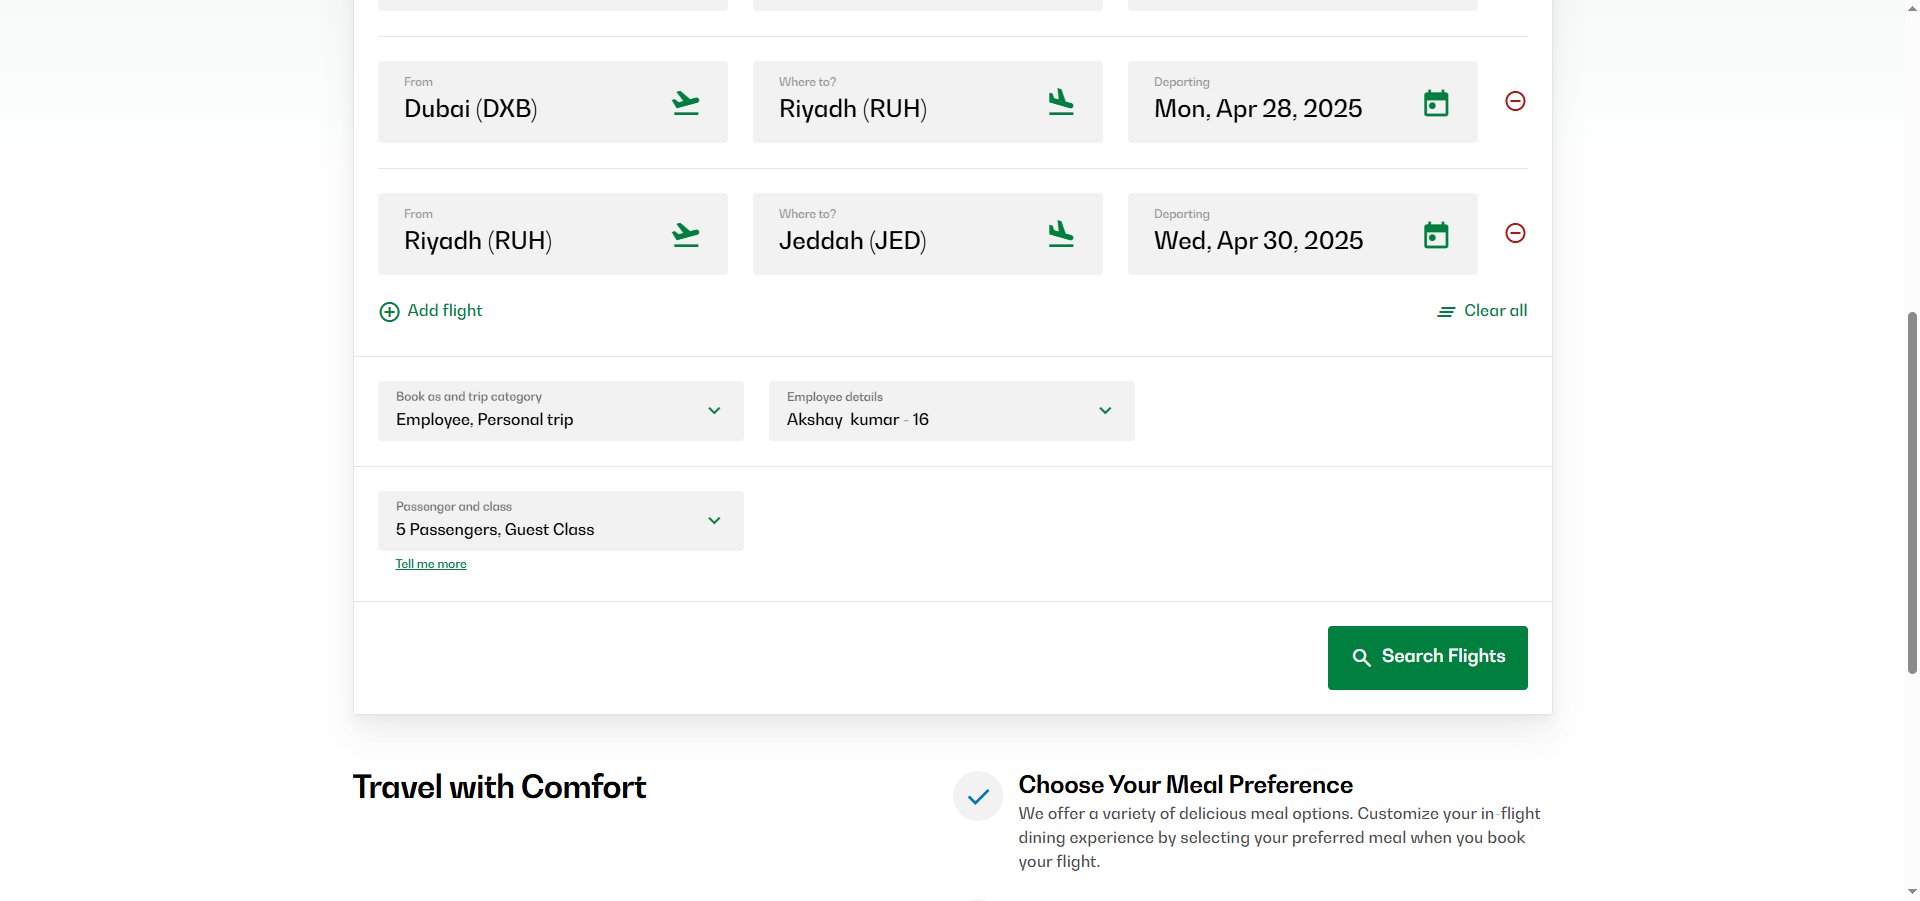 From
Dubai (DXB)
Where to?
Riyadh (RUH)
Departing
Mon, Apr 28, 2025
From
Riyadh (RUH)
Where to?
Jeddah (JED)
Departing
Wed, Apr 30, 2025
Add flight
Clear all
Book as and trip category
Employee, Personal trip
Employee details
Akshay  kumar - 16
Passenger and class
5 Passengers, Guest Class
Tell me more
Search Flights
Travel with Comfort
Choose Your Meal Preference
We offer a variety of delicious meal options. Customize your in-flight
dining experience by selecting your preferred meal when you book
your flight.